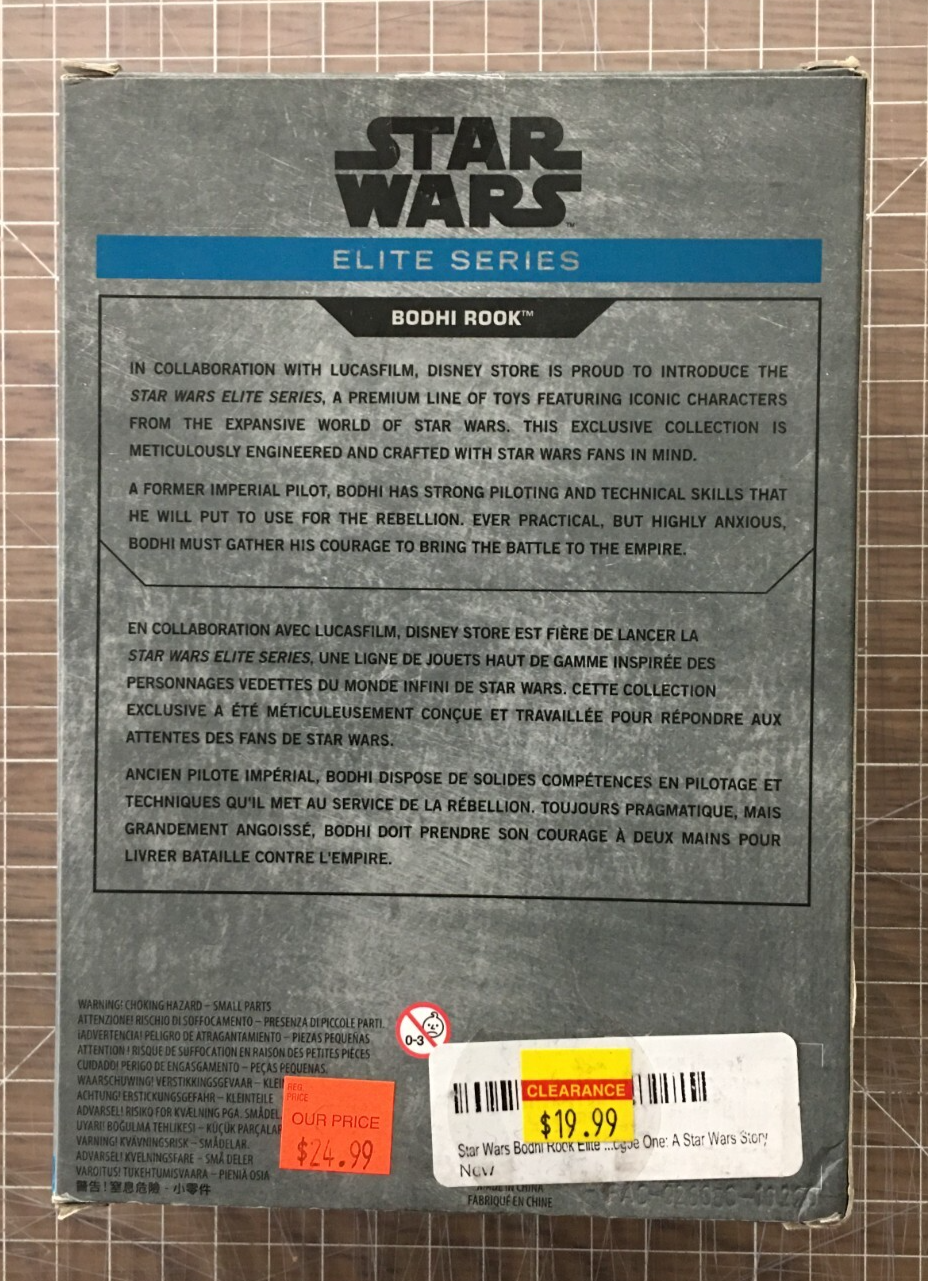 STAR
WARS™
ELITE SERIES
BODHI ROOK™
IN COLLABORATION WITH LUCASFILM, DISNEY STORE IS PROUD TO INTRODUCE THE
STAR WARS ELITE SERIES, A PREMIUM LINE OF TOYS FEATURING ICONIC CHARACTERS
FROM THE EXPANSIVE WORLD OF STAR WARS. THIS EXCLUSIVE COLLECTION IS
METICULOUSLY ENGINEERED AND CRAFTED WITH STAR WARS FANS IN MIND.
A FORMER IMPERIAL PILOT, BODHI HAS STRONG PILOTING AND TECHNICAL SKILLS THAT
HE WILL PUT TO USE FOR THE REBELLION. EVER PRACTICAL, BUT HIGHLY ANXIOUS,
BODHI MUST GATHER HIS COURAGE TO BRING THE BATTLE TO THE EMPIRE.
EN COLLABORATION AVEC LUCASFILM, DISNEY STORE EST FIÈRE DE LANCER LA
STAR WARS ELITE SERIES, UNE LIGNE DE JOUETS HAUT DE GAMME INSPIRÉE DES
PERSONNAGES VEDETTES DU MONDE INFINI DE STAR WARS. CETTE COLLECTION
EXCLUSIVE A ÉTÉ MÉTICULEUSEMENT CONÇUE ET TRAVAILLÉE POUR RÉPONDRE AUX
ATTENTES DES FANS DE STAR WARS.
ANCIEN PILOTE IMPÉRIAL, BODHI DISPOSE DE SOLIDES COMPÉTENCES EN PILOTAGE ET
TECHNIQUES QU'IL MET AU SERVICE DE LA RÉBELLION. TOUJOURS PRAGMATIQUE, MAIS
GRANDEMENT ANGOISSÉ, BODHI DOIT PRENDRE SON COURAGE À DEUX MAINS POUR
LIVRER BATAILLE CONTRE L'EMPIRE.
WARNING! CHOKING HAZARD – SMALL PARTS
ATTENZIONE! RISCHIO DI SOFFOCAMENTO – PRESENZA DI PICCOLE PARTI.
¡ADVERTENCIA! PELIGRO DE ATRAGANTAMIENTO – PIEZAS PEQUEÑAS
ATTENTION ! RISQUE DE SUFFOCATION EN RAISON DES PETITES PIÈCES
CUIDADO! PERIGO DE ENGASGAMENTO – PEÇAS PEQUENAS.
WAARSCHUWING! VERSTIKKINGSGEVAAR – KLEI
ACHTUNG! ERSTICKUNGSGEFAHR – KLEINTEILE
ADVARSEL! RISIKO FOR KVÆLNING PGA. SMÅDEL
UYARI! BOĞULMA TEHLİKESİ – KÜÇÜK PARÇALAR
VARNING! KVÄVNINGSRISK – SMÅDELAR.
ADVARSEL! KVELNINGSFARE – SMÅ DELER
VAROITUS! TUKEHTUMISVAARA – PIENIÄ OSIA
警告！窒息危險 - 小零件
0-3
REG.
PRICE
OUR PRICE
$24.99
CLEARANCE
$19.99
Star Wars Bodhi Rook Elite ...ogue One: A Star Wars Story
New
MADE IN CHINA
FABRIQUÉ EN CHINE